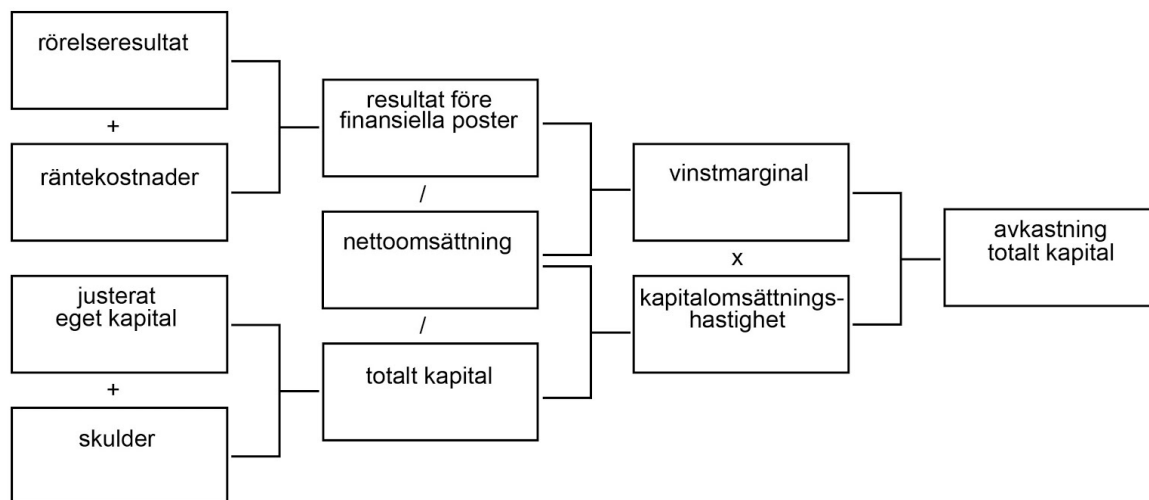 rörelseresultat
+
räntekostnader
justerat
eget kapital
+
skulder
resultat före
finansiella poster
/
nettoomsättning
/
totalt kapital
vinstmarginal
x
kapitalomsättnings-
hastighet
avkastning
totalt kapital